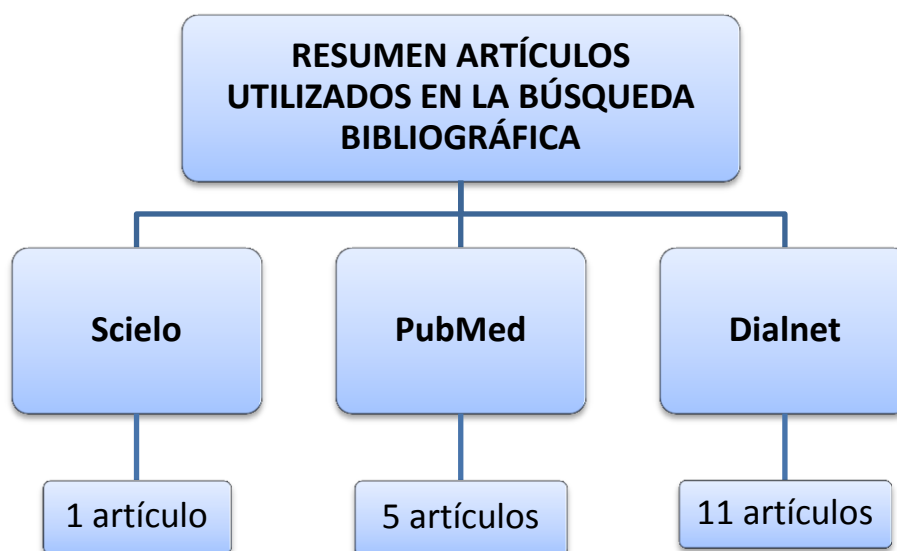 RESUMEN ARTÍCULOS
UTILIZADOS EN LA BÚSQUEDA
BIBLIOGRÁFICA
Scielo
PubMed
Dialnet
1 artículo
5 artículos
11 artículos